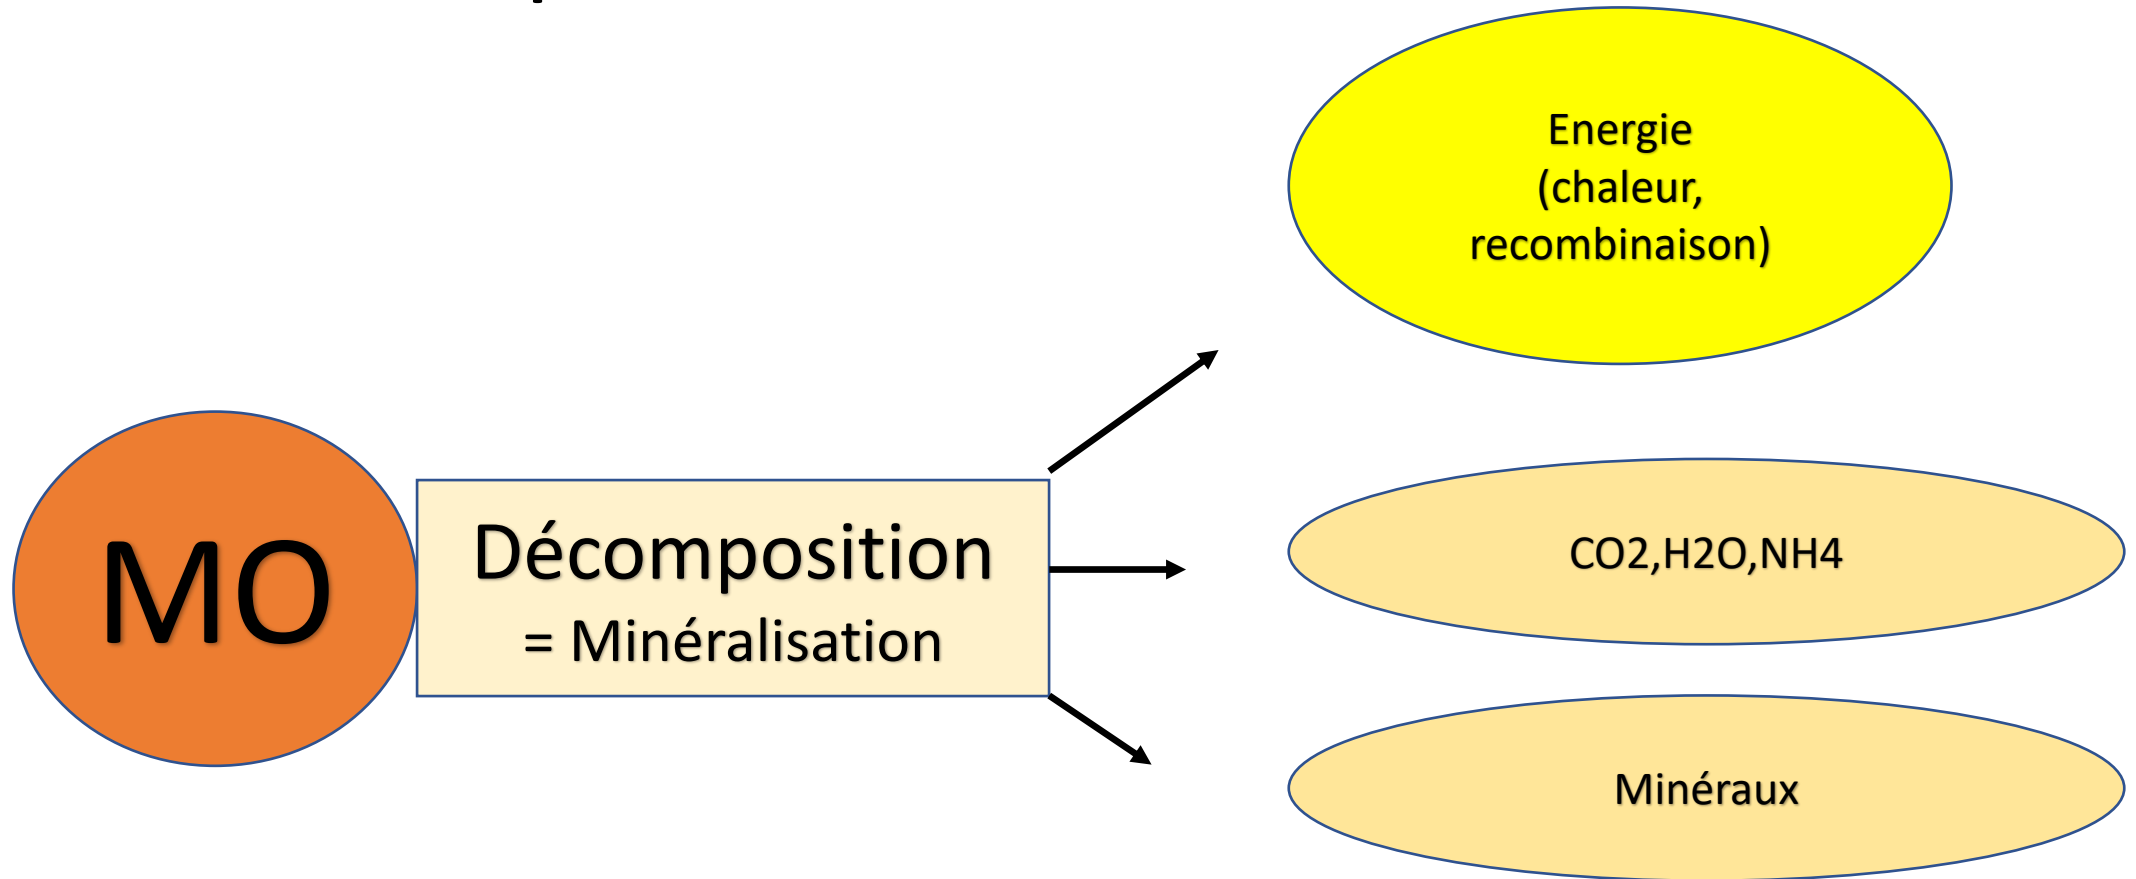 Energie
(chaleur,
recombinaison)
MO
Décomposition
= Minéralisation
CO2,H2O,NH4
Minéraux